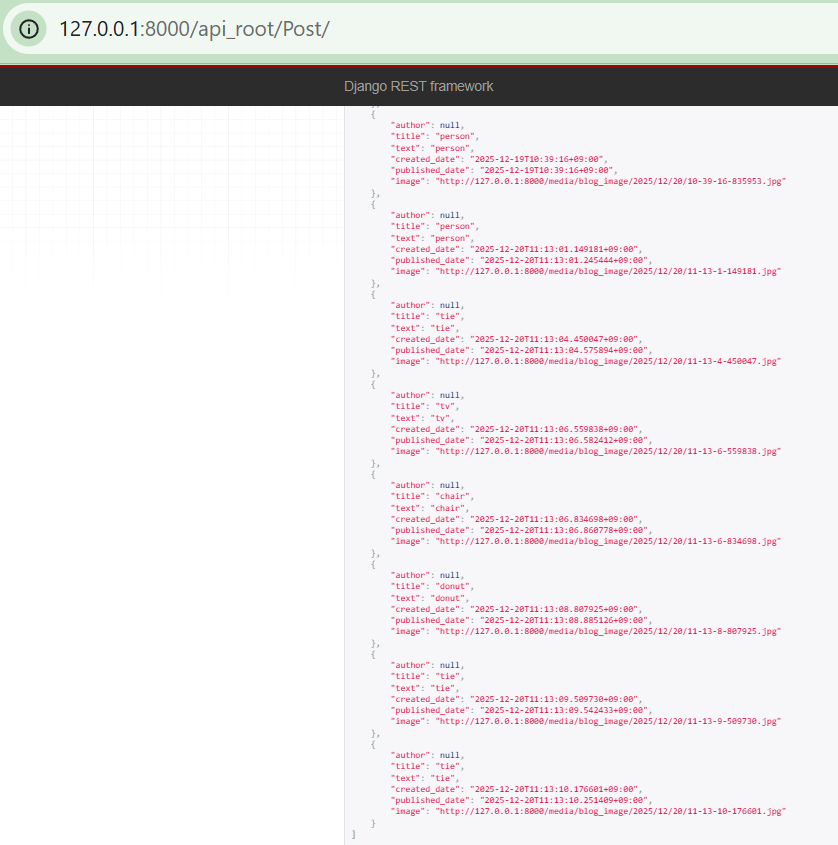 127.0.0.1:8000/api_root/Post/
Django REST framework
},
{
"author": null,
"title": "person",
"text": "person",
"created_date": "2025-12-19T10:39:16+09:00",
"published_date": "2025-12-19T10:39:16+09:00",
"image": "http://127.0.0.1:8000/media/blog_image/2025/12/20/10-39-16-835953.jpg"
},
{
"author": null,
"title": "person",
"text": "person",
"created_date": "2025-12-20T11:13:01.149181+09:00",
"published_date": "2025-12-20T11:13:01.245444+09:00",
"image": "http://127.0.0.1:8000/media/blog_image/2025/12/20/11-13-1-149181.jpg"
},
{
"author": null,
"title": "tie",
"text": "tie",
"created_date": "2025-12-20T11:13:04.450047+09:00",
"published_date": "2025-12-20T11:13:04.575894+09:00",
"image": "http://127.0.0.1:8000/media/blog_image/2025/12/20/11-13-4-450047.jpg"
},
{
"author": null,
"title": "tv",
"text": "tv",
"created_date": "2025-12-20T11:13:06.559838+09:00",
"published_date": "2025-12-20T11:13:06.582412+09:00",
"image": "http://127.0.0.1:8000/media/blog_image/2025/12/20/11-13-6-559838.jpg"
},
{
"author": null,
"title": "chair",
"text": "chair",
"created_date": "2025-12-20T11:13:06.834698+09:00",
"published_date": "2025-12-20T11:13:06.860778+09:00",
"image": "http://127.0.0.1:8000/media/blog_image/2025/12/20/11-13-6-834698.jpg"
},
{
"author": null,
"title": "donut",
"text": "donut",
"created_date": "2025-12-20T11:13:08.807925+09:00",
"published_date": "2025-12-20T11:13:08.885126+09:00",
"image": "http://127.0.0.1:8000/media/blog_image/2025/12/20/11-13-8-807925.jpg"
},
{
"author": null,
"title": "tie",
"text": "tie",
"created_date": "2025-12-20T11:13:09.509730+09:00",
"published_date": "2025-12-20T11:13:09.542433+09:00",
"image": "http://127.0.0.1:8000/media/blog_image/2025/12/20/11-13-9-509730.jpg"
},
{
"author": null,
"title": "tie",
"text": "tie",
"created_date": "2025-12-20T11:13:10.176601+09:00",
"published_date": "2025-12-20T11:13:10.251409+09:00",
"image": "http://127.0.0.1:8000/media/blog_image/2025/12/20/11-13-10-176601.jpg"
}
]